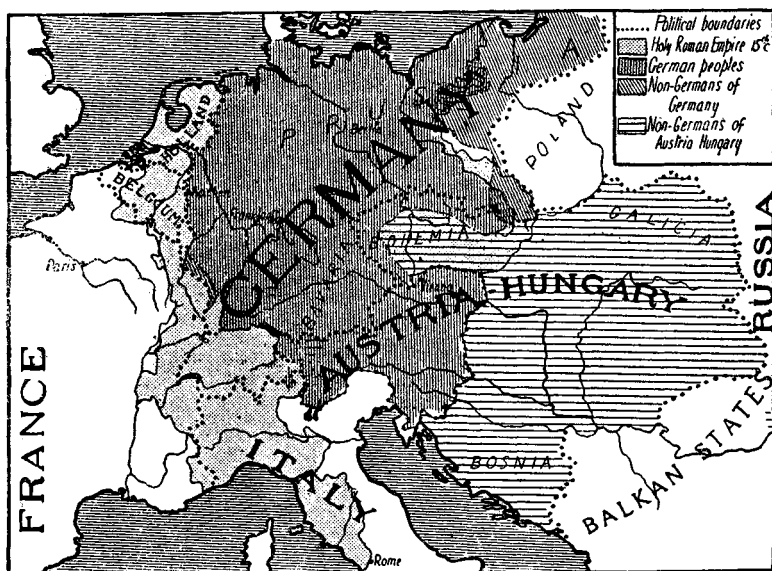 Political boundaries
Holy Roman Empire 15th C
German peoples
Non-Germans of
Germany
Non-Germans of
Austria Hungary
HOLLAND
BELGIUM
Paris
GERMANY
P
U
A
POLAND
BOHEMIA
BAVARIA
GALICIA
AUSTRIA-HUNGARY
RUSSIA
FRANCE
ITALY
Rome
BOSNIA
BALKAN STATES